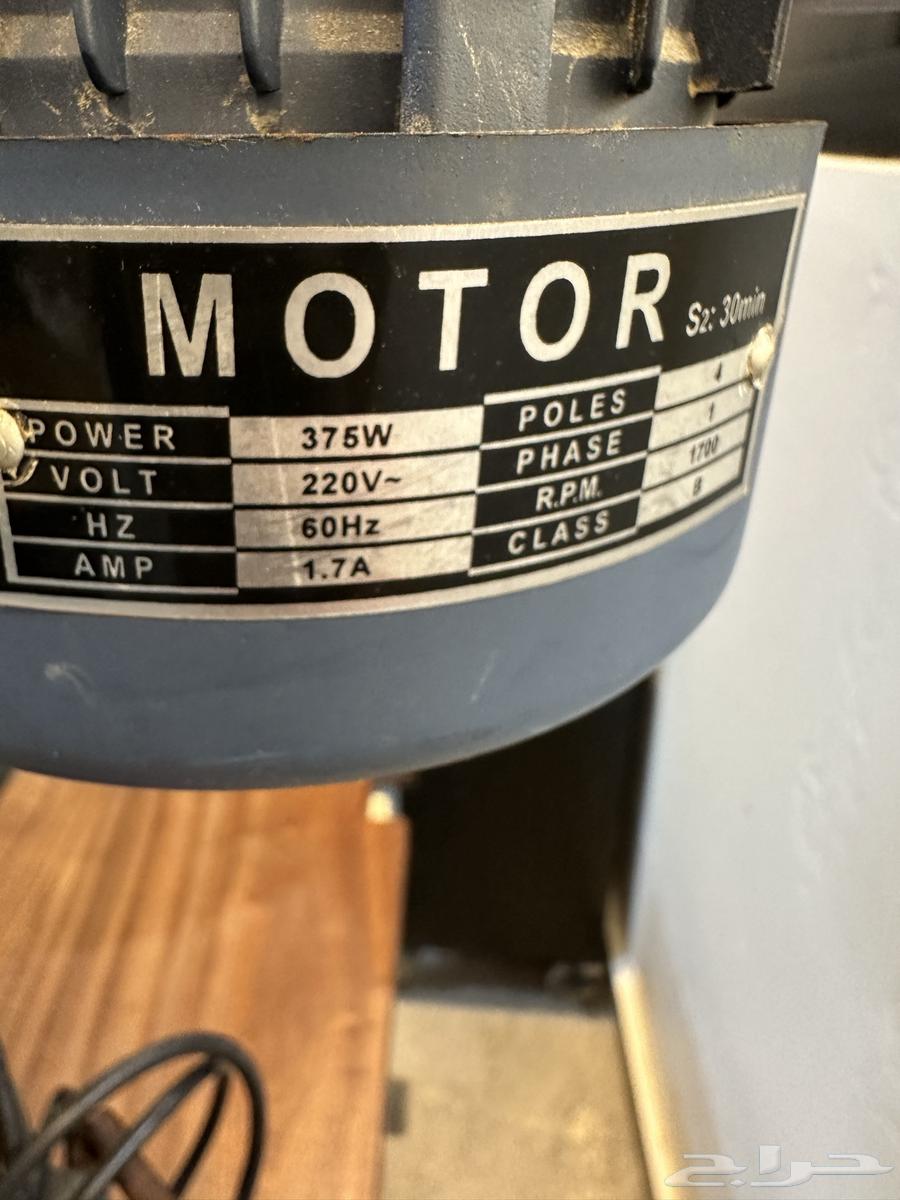 MOTOR S2: 30min
POWER 375W POLES 4
VOLT 220V~ PHASE 1
HZ 60Hz R.P.M. 1700
AMP 1.7A CLASS B
حراج